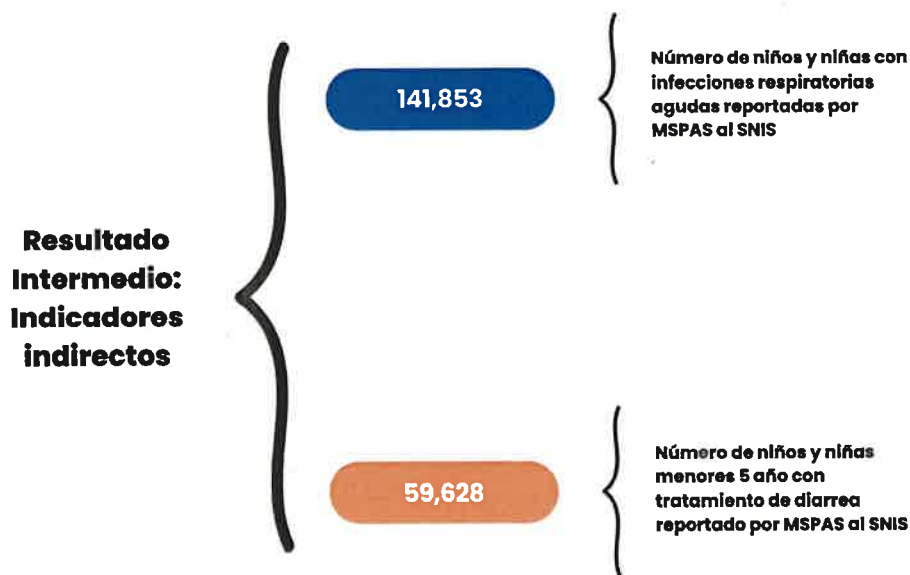 Resultado
Intermedio:
Indicadores
indirectos
141,853
Número de niños y niñas con
infecciones respiratorias
agudas reportadas por
MSPAS al SNIS
59,628
Número de niños y niñas
menores 5 año con
tratamiento de diarrea
reportado por MSPAS al SNIS